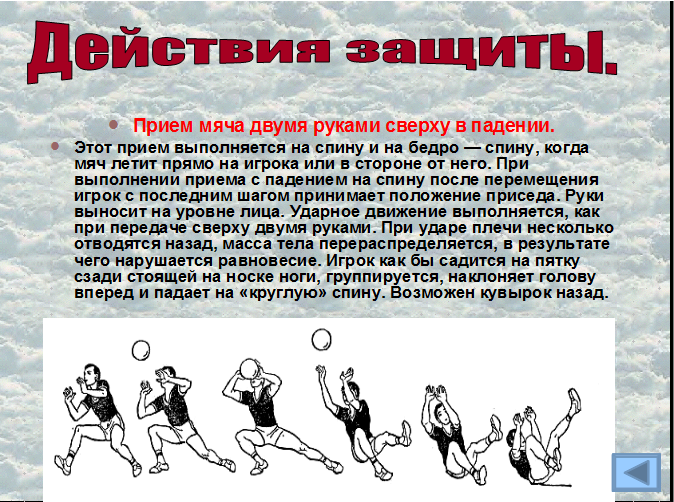 Действия защиты.
Прием мяча двумя руками сверху в падении.
Этот прием выполняется на спину и на бедро — спину, когда
мяч летит прямо на игрока или в стороне от него. При
выполнении приема с падением на спину после перемещения
игрок с последним шагом принимает положение приседа. Руки
выносит на уровне лица. Ударное движение выполняется, как
при передаче сверху двумя руками. При ударе плечи несколько
отводятся назад, масса тела перераспределяется, в результате
чего нарушается равновесие. Игрок как бы садится на пятку
сзади стоящей на носке ноги, группируется, наклоняет голову
вперед и падает на «круглую» спину. Возможен кувырок назад.